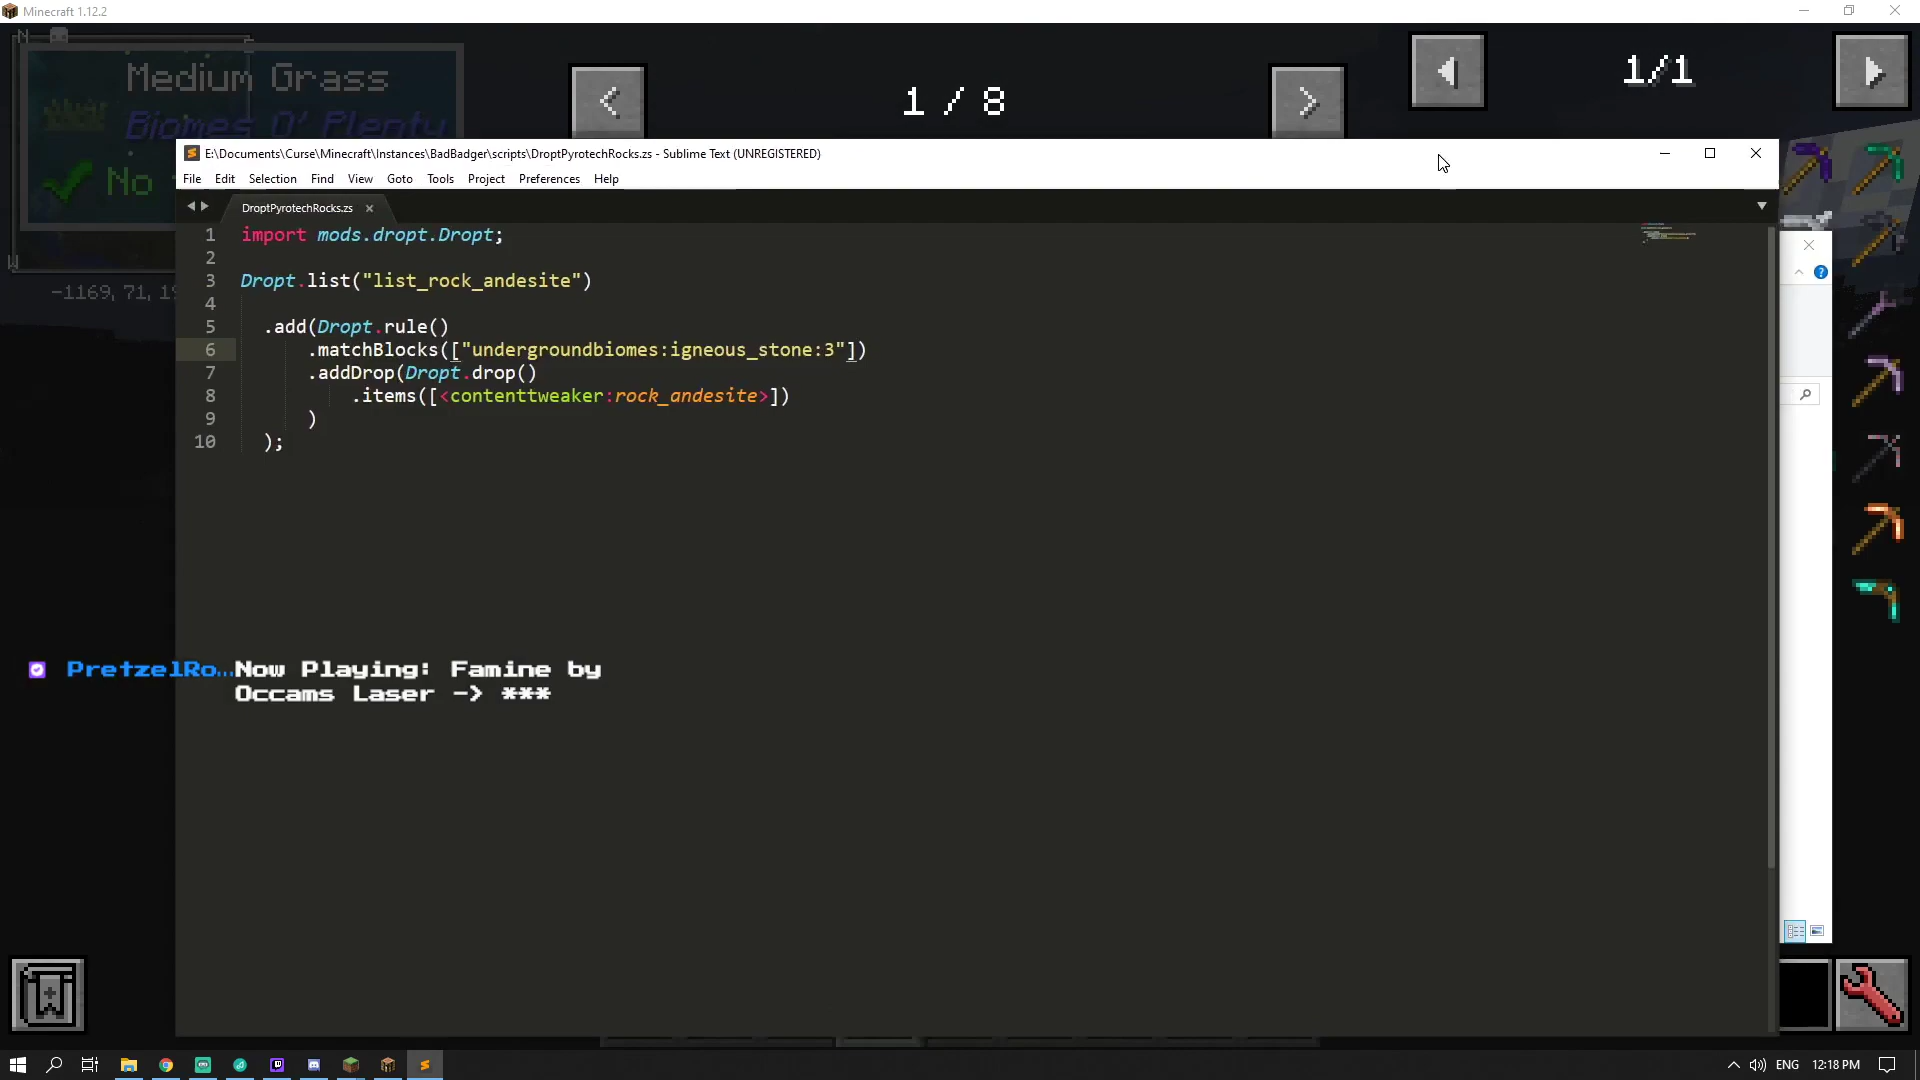 Minecraft 1.12.2
N
Medium Grass
Biomes O' Plenty
No
W
-1169, 71, 19
1 / 8
1/1
E:\Documents\Curse\Minecraft\Instances\BadBadger\scripts\DroptPyrotechRocks.zs - Sublime Text (UNREGISTERED)
File Edit Selection Find View Goto Tools Project Preferences Help
DroptPyrotechRocks.zs
1 import mods.dropt.Dropt;
2
3 Dropt.list("list_rock_andesite")
4
5 .add(Dropt.rule()
6 .matchBlocks(["undergroundbiomes:igneous_stone:3"])
7 .addDrop(Dropt.drop()
8 .items([<contenttweaker:rock_andesite>])
9 )
10 );
PretzelRo... Now Playing: Famine by
Occams Laser -> ***
ENG 12:18 PM